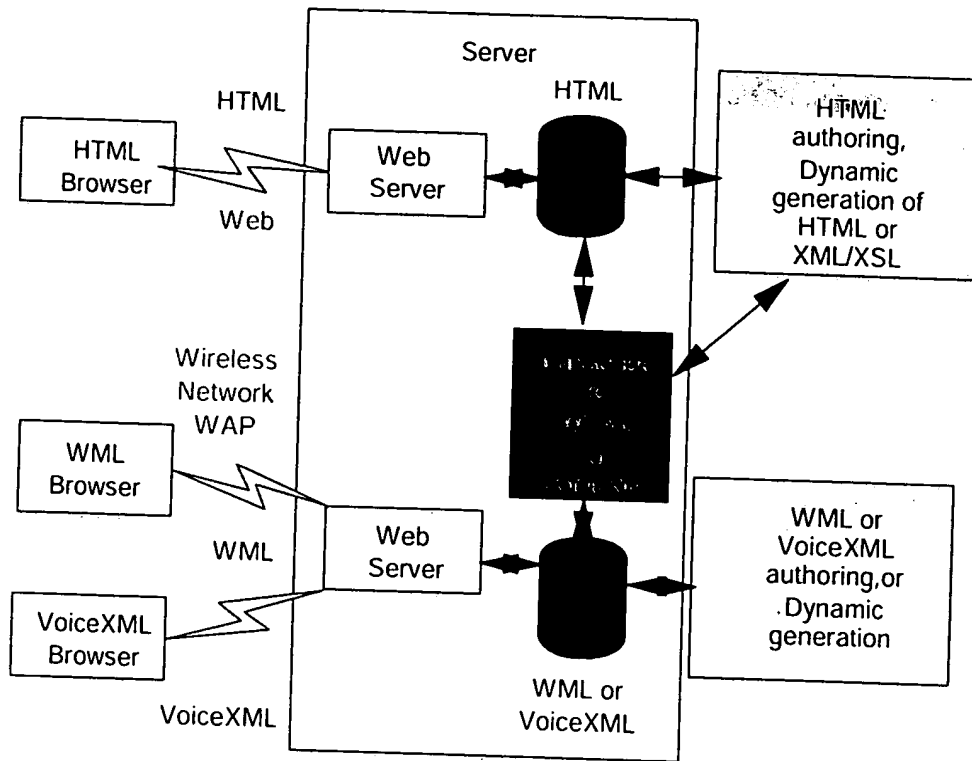 Server
HTML
HTML
HTML
Browser
Web
Server
Web
HTML
authoring,
Dynamic
generation of
HTML or
XML/XSL
Wireless
Network
WAP
WML
Browser
WML
Web
Server
WML or
VoiceXML
authoring,or
Dynamic
generation
VoiceXML
Browser
VoiceXML
WML or
VoiceXML